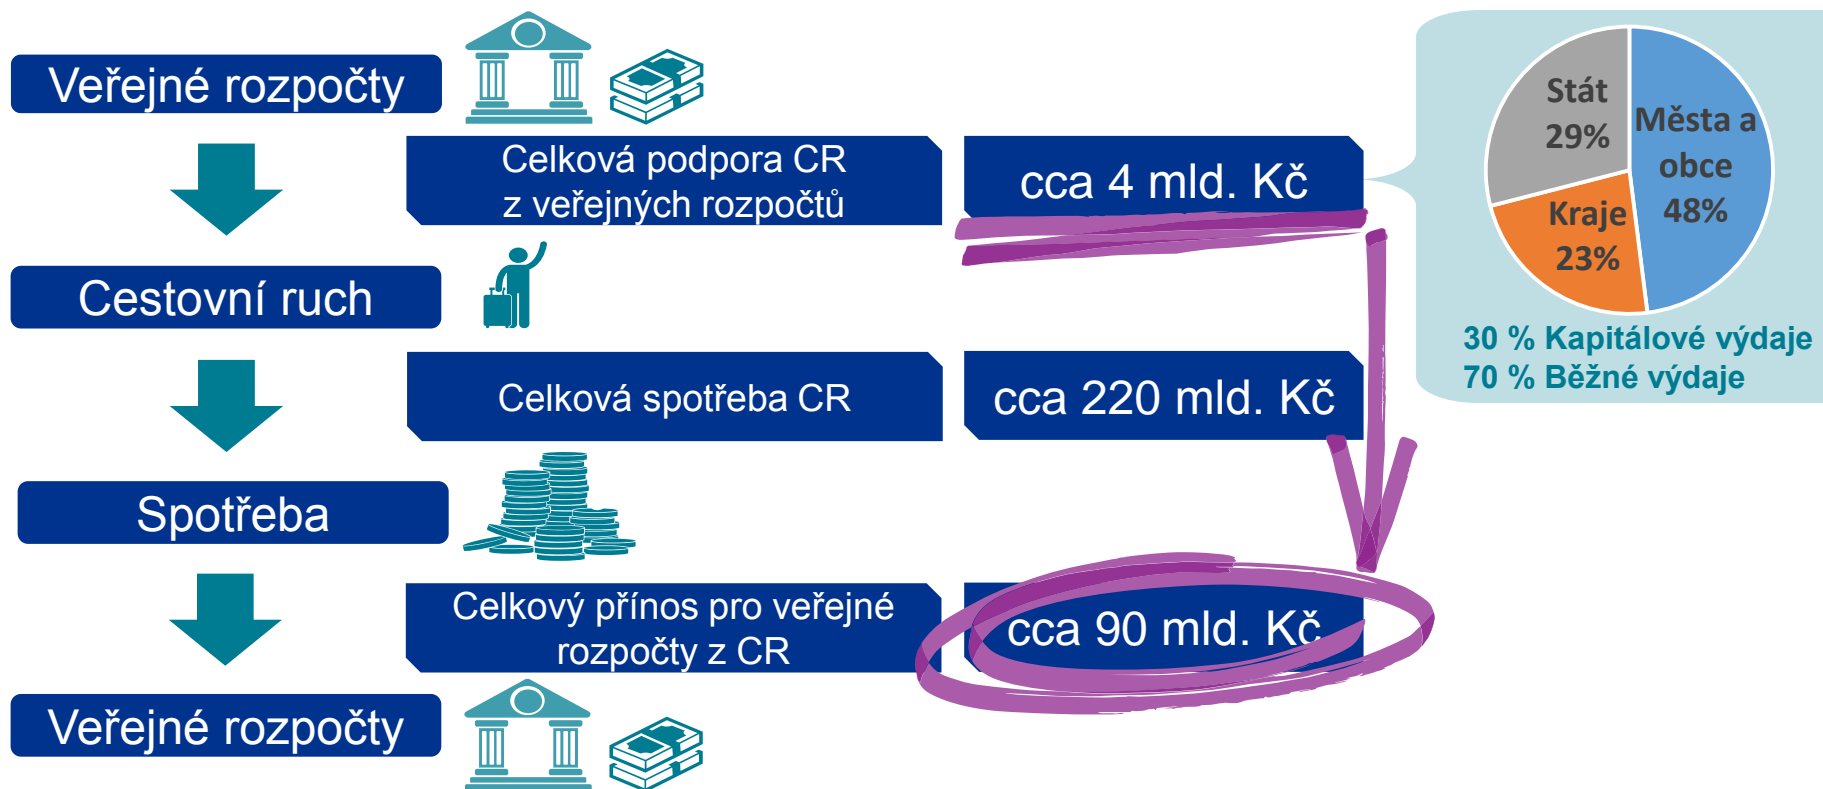 Veřejné rozpočty
Celková podpora CR
z veřejných rozpočtů
cca 4 mld. Kč
Stát
29%
Města a
obce
48%
Kraje
23%
30 % Kapitálové výdaje
70 % Běžné výdaje
Cestovní ruch
Celková spotřeba CR
cca 220 mld. Kč
Spotřeba
Celkový přínos pro veřejné
rozpočty z CR
cca 90 mld. Kč
Veřejné rozpočty